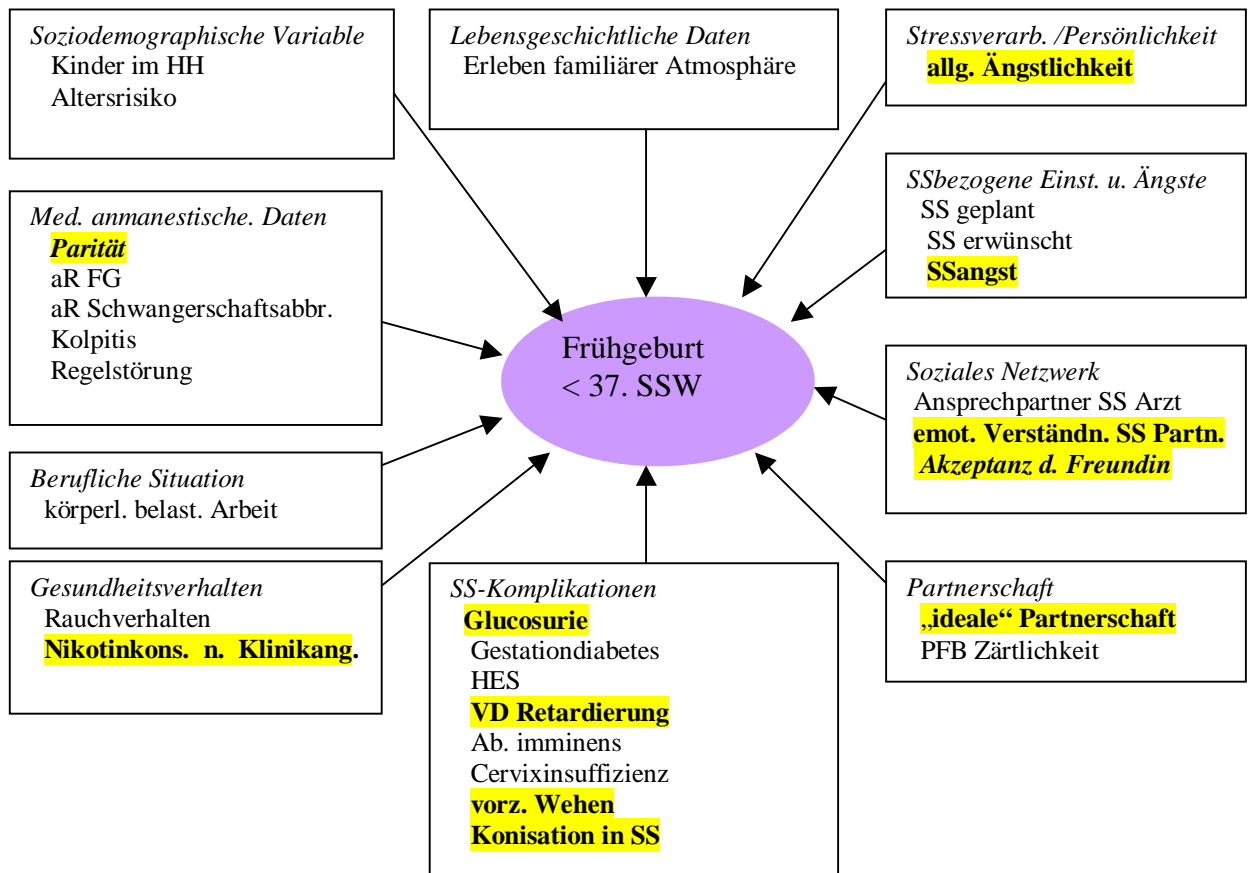 Soziodemographische Variable
Kinder im HH
Altersrisiko
Lebensgeschichtliche Daten
Erleben familiärer Atmosphäre
Stressverarb. /Persönlichkeit
allg. Ängstlichkeit
Med. anmanestische. Daten
Parität
aR FG
aR Schwangerschaftsabbr.
Kolpitis
Regelstörung
SSbezogene Einst. u. Ängste
SS geplant
SS erwünscht
SSangst
Frühgeburt
< 37. SSW
Soziales Netzwerk
Ansprechpartner SS Arzt
emot. Verständn. SS Partn.
Akzeptanz d. Freundin
Berufliche Situation
körperl. belast. Arbeit
Gesundheitsverhalten
Rauchverhalten
Nikotinkons. n. Klinikang.
SS-Komplikationen
Glucosurie
Gestationdiabetes
HES
VD Retardierung
Ab. imminens
Cervixinsuffizienz
vorz. Wehen
Konisation in SS
Partnerschaft
„ideale“ Partnerschaft
PFB Zärtlichkeit